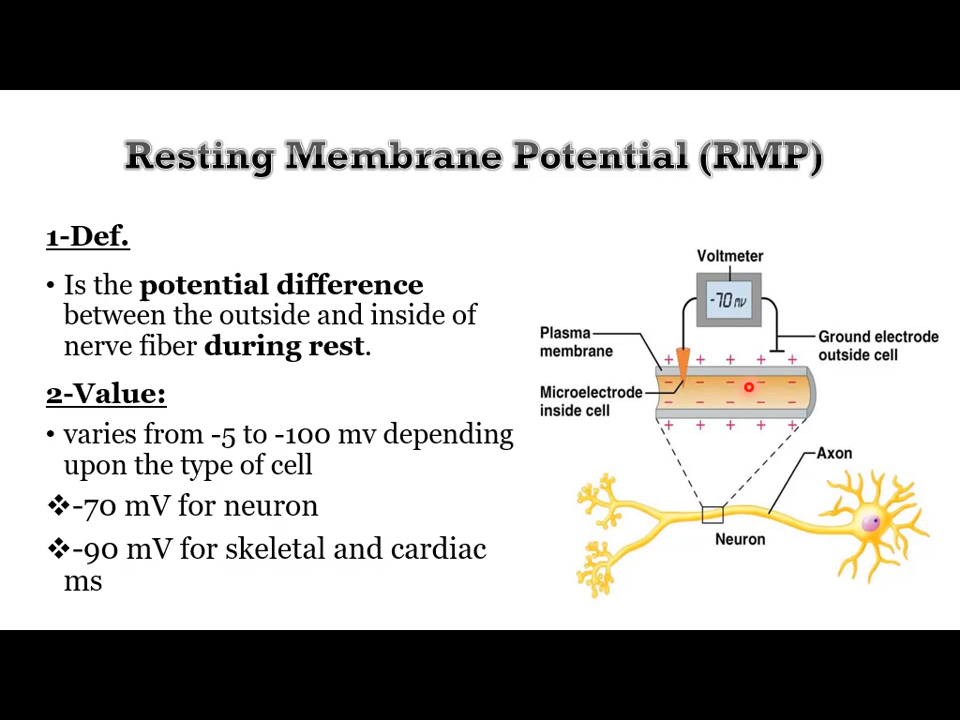 Resting Membrane Potential (RMP)
1-Def.
• Is the potential difference
between the outside and inside of
nerve fiber during rest.
2-Value:
• varies from -5 to -100 mv depending
upon the type of cell
❖-70 mV for neuron
❖-90 mV for skeletal and cardiac
ms
Voltmeter
-70 mv
Plasma
membrane
Ground electrode
outside cell
+ + + + +
- - - - -
Microelectrode
inside cell
- - - - -
+ + + + +
Axon
Neuron